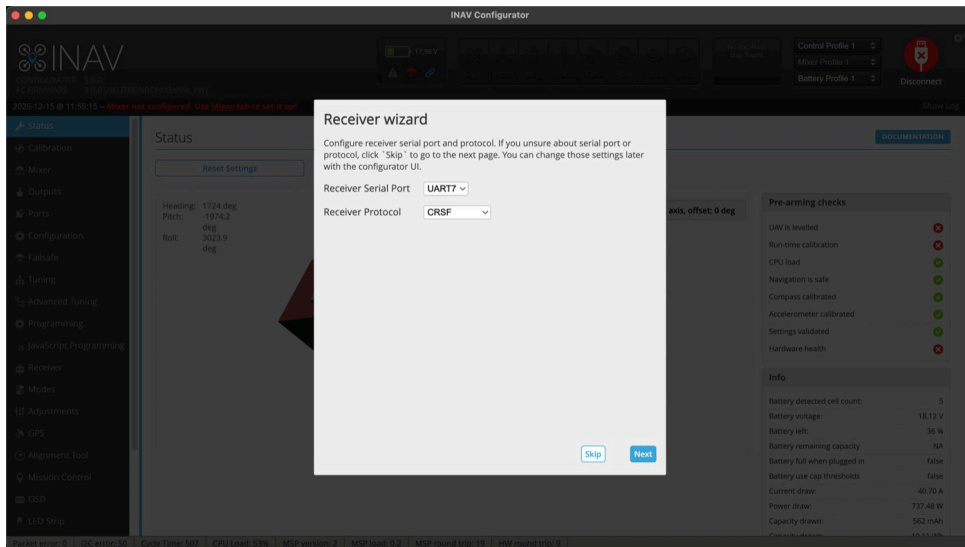 INAV Configurator
INAV
17.98 V
Control Profile 1
Mixer Profile 1
Battery Profile 1
Disconnect
2025-12-15 @ 11:55:15 -- Mixer not configured. Use Mixer tab to set it up!
Show Log
Status
Calibration
Mixer
Outputs
Ports
Configuration
Failsafe
Tuning
Advanced Tuning
Programming
JavaScript Programming
Receiver
Modes
Adjustments
GPS
Alignment Tool
Mission Control
OSD
LED Strip
Status
DOCUMENTATION
Reset Settings
Heading: 1724 deg
Pitch: -1974.2 deg
Roll: 3023.9 deg
axis, offset: 0 deg
Receiver wizard
Configure receiver serial port and protocol. If you unsure about serial port or
protocol, click `Skip` to go to the next page. You can change those settings later
with the configurator UI.
Receiver Serial Port UART7
Receiver Protocol CRSF
Skip Next
Pre-arming checks
UAV is levelled
Run-time calibration
CPU load
Navigation is safe
Compass calibrated
Accelerometer calibrated
Settings validated
Hardware health
Info
Battery detected cell count: 5
Battery voltage: 18.12 V
Battery left: 36 %
Battery remaining capacity NA
Battery full when plugged in false
Battery use cap thresholds false
Current draw: 40.70 A
Power draw: 737.48 W
Capacity drawn: 562 mAh
Packet error: 0 I2C error: 50 Cycle Time: 507 CPU Load: 53% MSP version: 2 MSP load: 0.2 MSP round trip: 19 HW round trip: 9